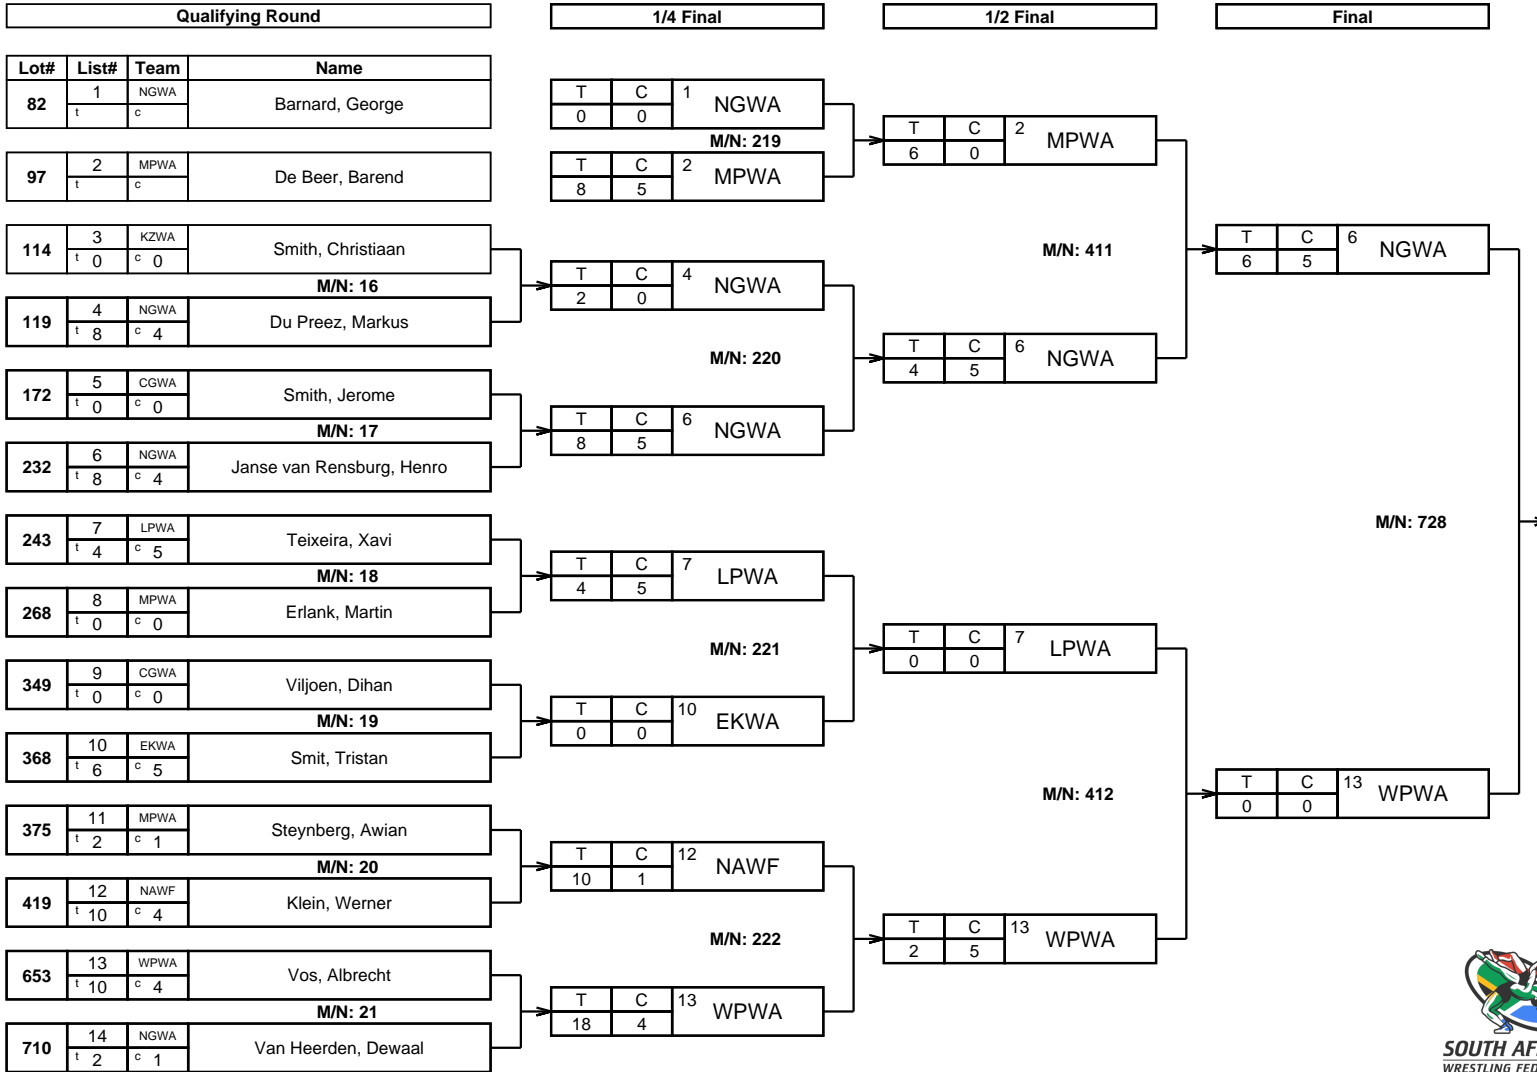 Qualifying Round 1/4 Final 1/2 Final Final
Lot# List# Team Name
82 1 NGWA Barnard, George
t c
97 2 MPWA De Beer, Barend
t c
114 3 KZWA Smith, Christiaan
t 0 c 0
M/N: 16
119 4 NGWA Du Preez, Markus
t 8 c 4
172 5 CGWA Smith, Jerome
t 0 c 0
M/N: 17
232 6 NGWA Janse van Rensburg, Henro
t 8 c 4
243 7 LPWA Teixeira, Xavi
t 4 c 5
M/N: 18
268 8 MPWA Erlank, Martin
t 0 c 0
349 9 CGWA Viljoen, Dihan
t 0 c 0
M/N: 19
368 10 EKWA Smit, Tristan
t 6 c 5
375 11 MPWA Steynberg, Awian
t 2 c 1
M/N: 20
419 12 NAWF Klein, Werner
t 10 c 4
653 13 WPWA Vos, Albrecht
t 10 c 4
M/N: 21
710 14 NGWA Van Heerden, Dewaal
t 2 c 1
T C 1 NGWA
0 0
M/N: 219
T C 2 MPWA
8 5
T C 4 NGWA
2 0
M/N: 220
T C 6 NGWA
8 5
T C 7 LPWA
4 5
M/N: 221
T C 10 EKWA
0 0
T C 12 NAWF
10 1
M/N: 222
T C 13 WPWA
18 4
T C 2 MPWA
6 0
M/N: 411
T C 6 NGWA
4 5
T C 7 LPWA
0 0
M/N: 412
T C 13 WPWA
2 5
T C 6 NGWA
6 5
M/N: 728
T C 13 WPWA
0 0
SOUTH AF
WRESTLING FED